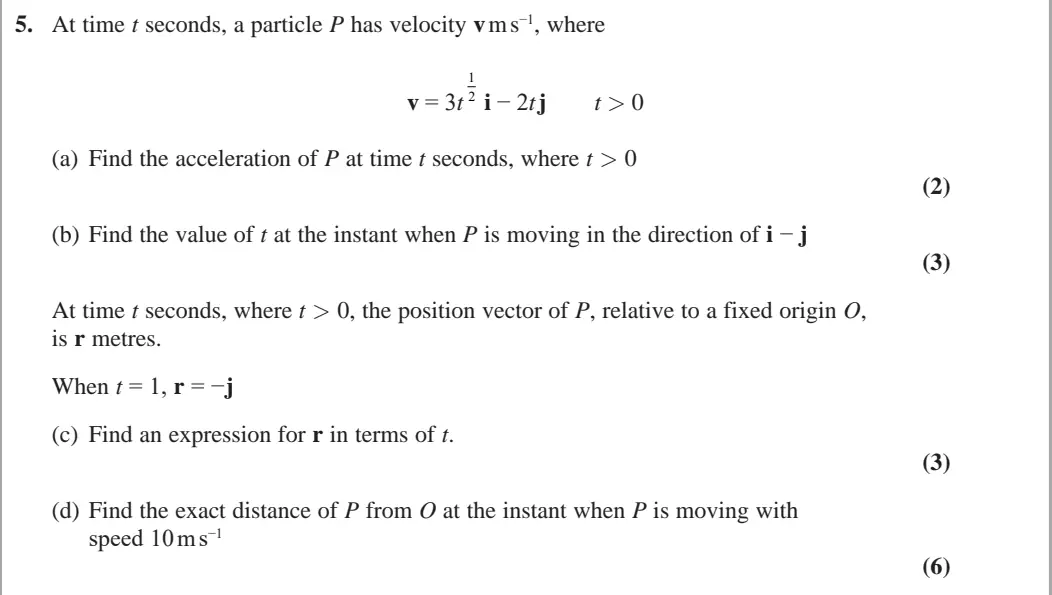 5. At time t seconds, a particle P has velocity v m s⁻¹, where
v = 3t^(1/2) i − 2t j t > 0
(a) Find the acceleration of P at time t seconds, where t > 0
(2)
(b) Find the value of t at the instant when P is moving in the direction of i − j
(3)
At time t seconds, where t > 0, the position vector of P, relative to a fixed origin O,
is r metres.
When t = 1, r = −j
(c) Find an expression for r in terms of t.
(3)
(d) Find the exact distance of P from O at the instant when P is moving with
speed 10 m s⁻¹
(6)